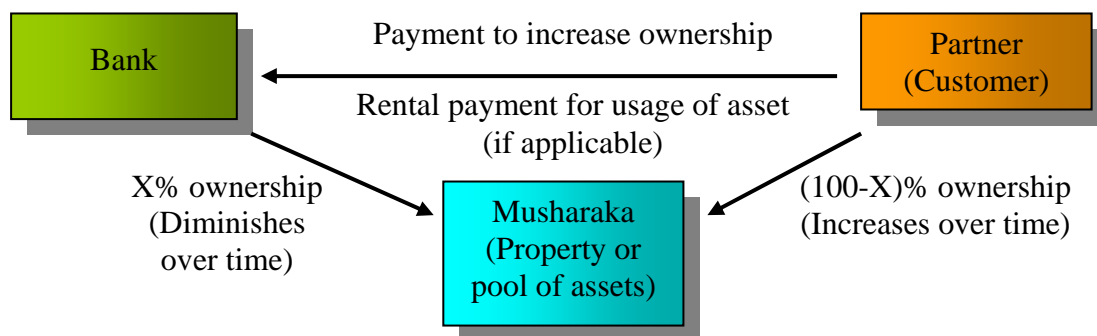 Bank
Payment to increase ownership
Partner
(Customer)
Rental payment for usage of asset
(if applicable)
X% ownership
(Diminishes
over time)
Musharaka
(Property or
pool of assets)
(100-X)% ownership
(Increases over time)